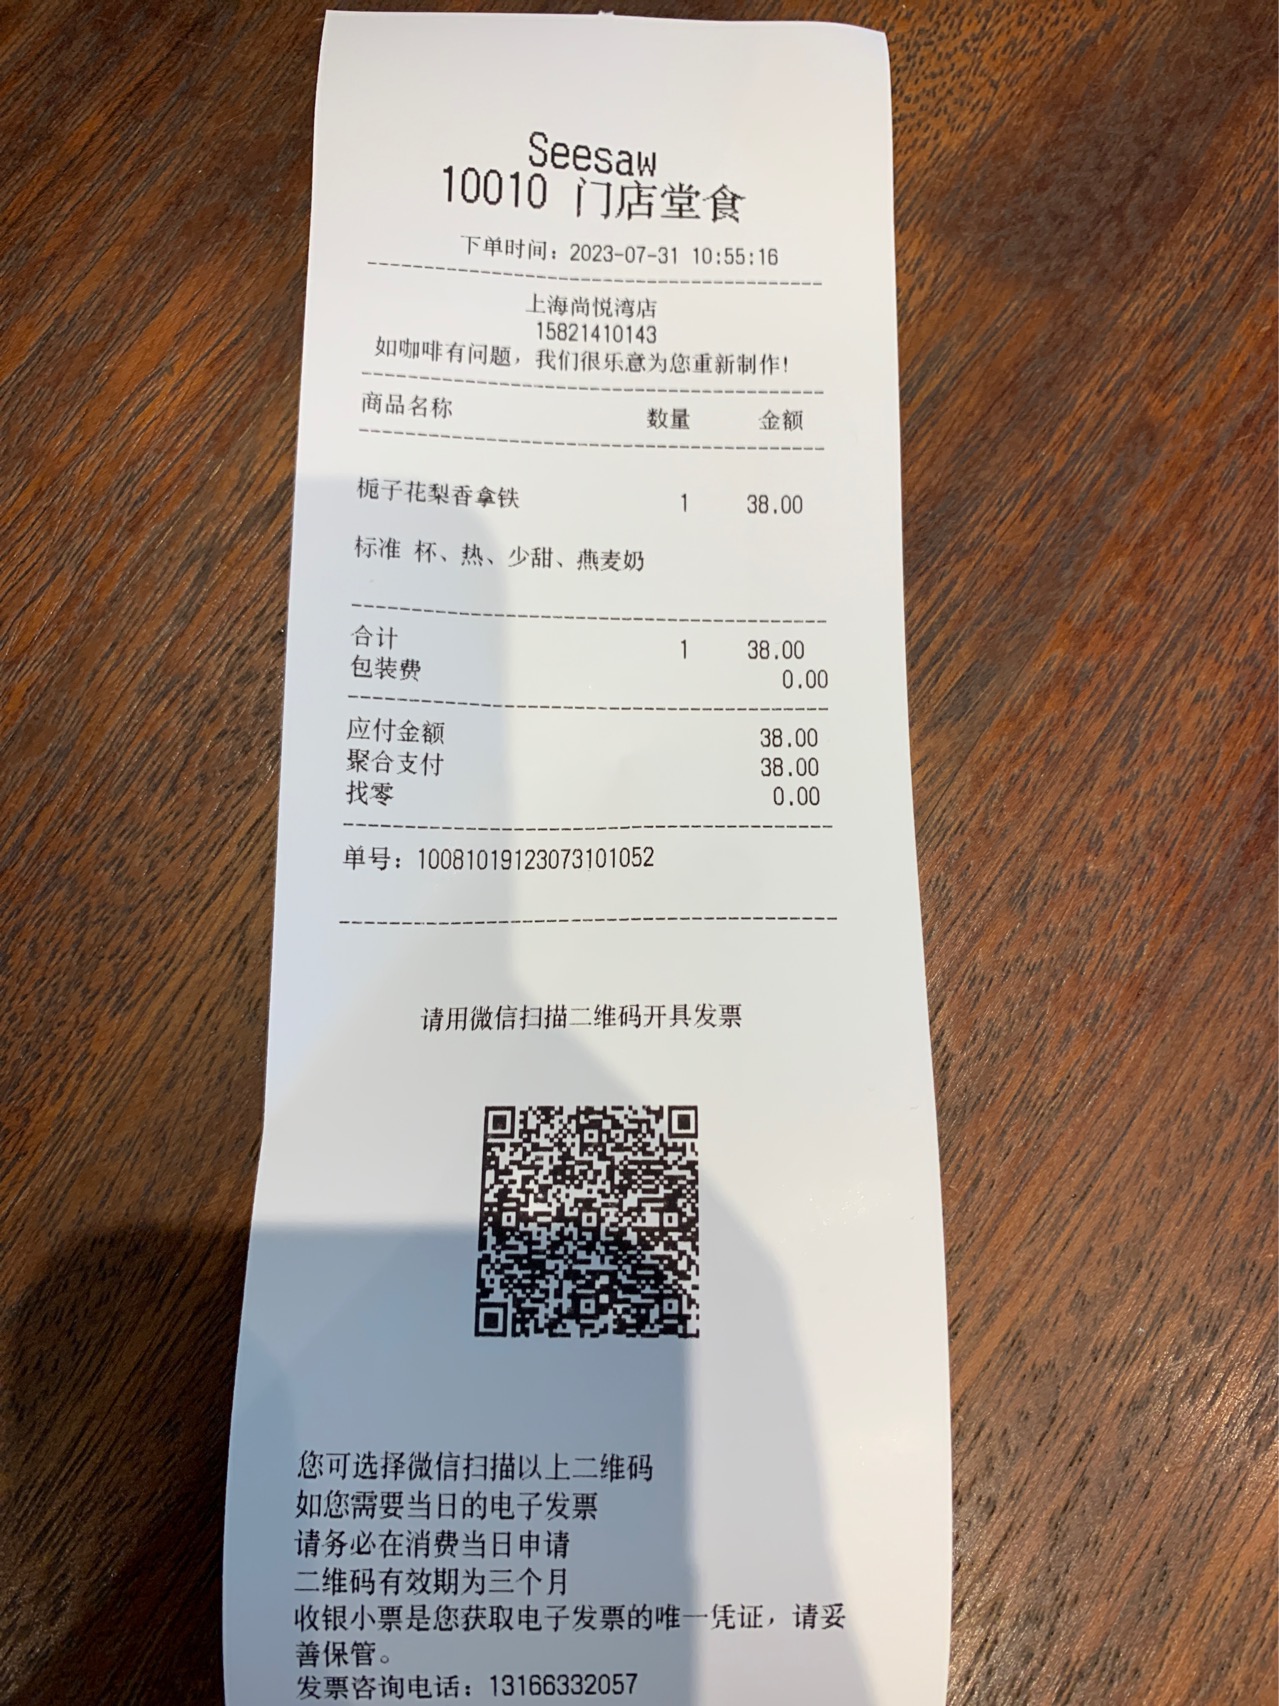 Seesaw
10010 门店堂食
下单时间：2023-07-31 10:55:16
上海尚悦湾店
15821410143
如咖啡有问题，我们很乐意为您重新制作！
商品名称 数量 金额
栀子花梨香拿铁 1 38.00
标准 杯、热、少甜、燕麦奶
合计 1 38.00
包装费 0.00
应付金额 38.00
聚合支付 38.00
找零 0.00
单号：10081019123073101052
请用微信扫描二维码开具发票
您可选择微信扫描以上二维码
如您需要当日的电子发票
请务必在消费当日申请
二维码有效期为三个月
收银小票是您获取电子发票的唯一凭证，请妥
善保管。
发票咨询电话：13166332057